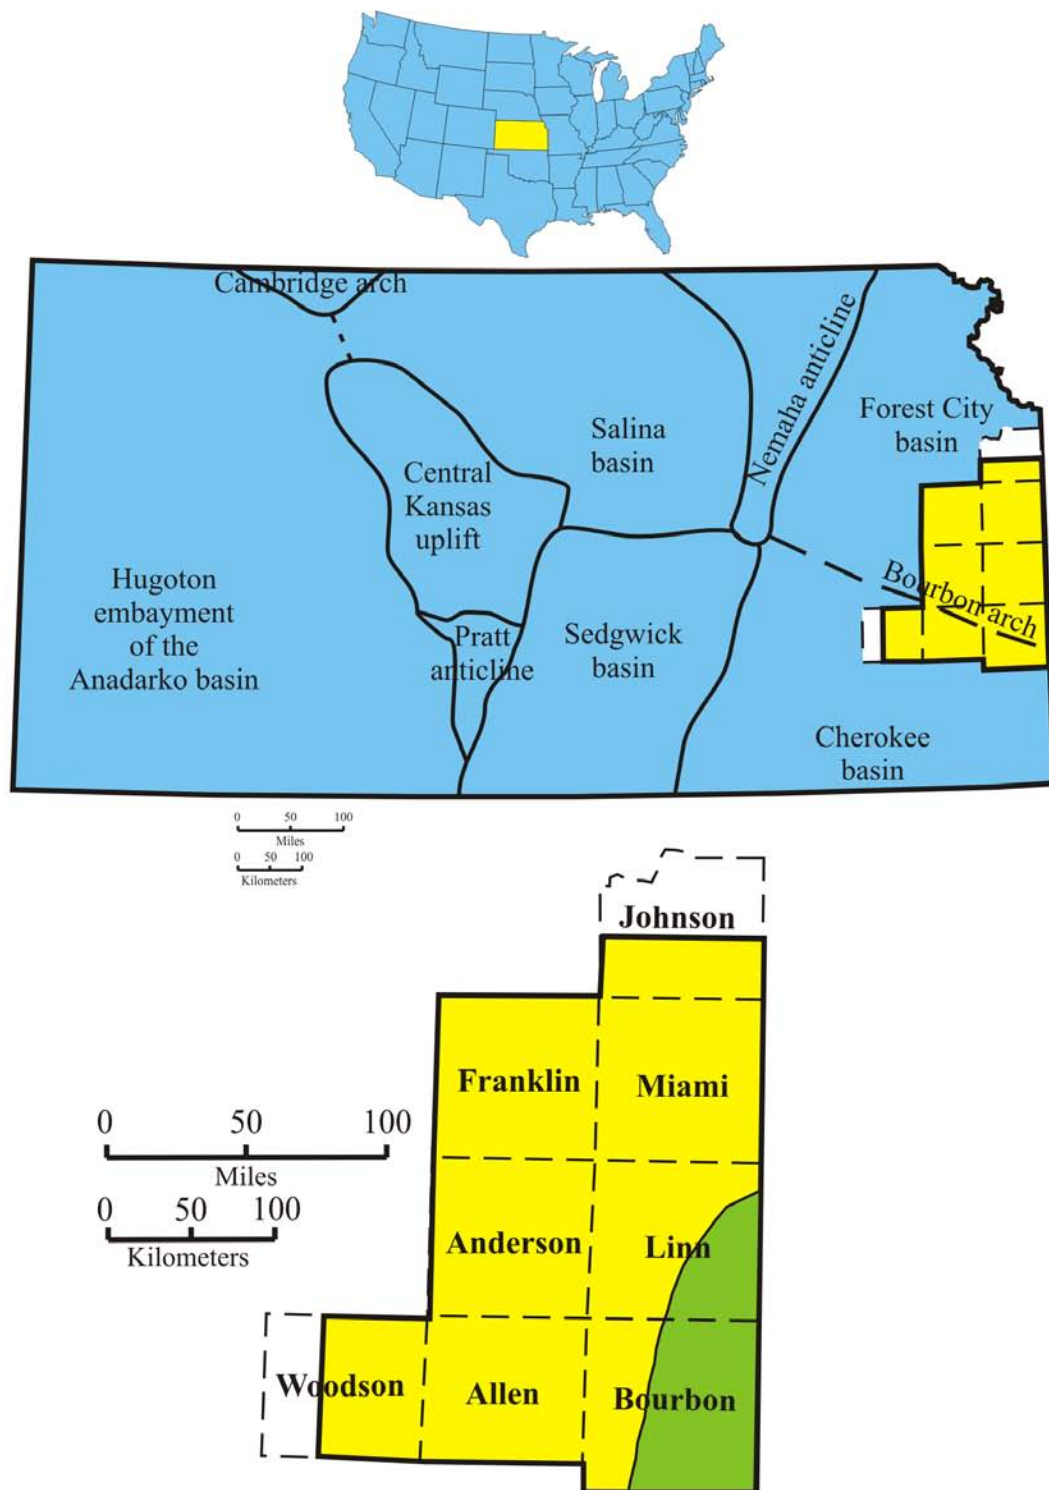 Cambridge arch
Nemaha anticline
Forest City
basin
Salina
basin
Central
Kansas
uplift
Bourbon arch
Hugoton
embayment
of the
Anadarko basin
Pratt
anticline
Sedgwick
basin
Cherokee
basin
0 50 100
Miles
0 50 100
Kilometers
Johnson
Franklin
Miami
0 50 100
Miles
0 50 100
Kilometers
Anderson
Linn
Woodson
Allen
Bourbon